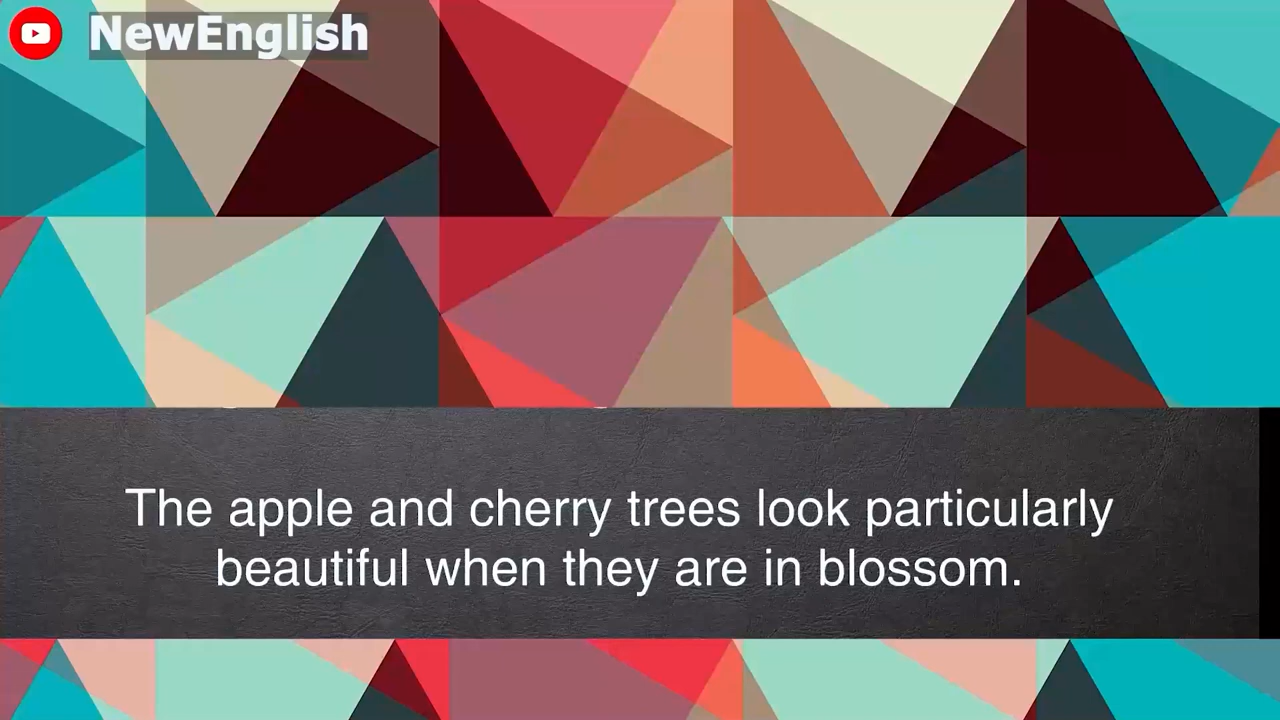 NewEnglish
The apple and cherry trees look particularly
beautiful when they are in blossom.